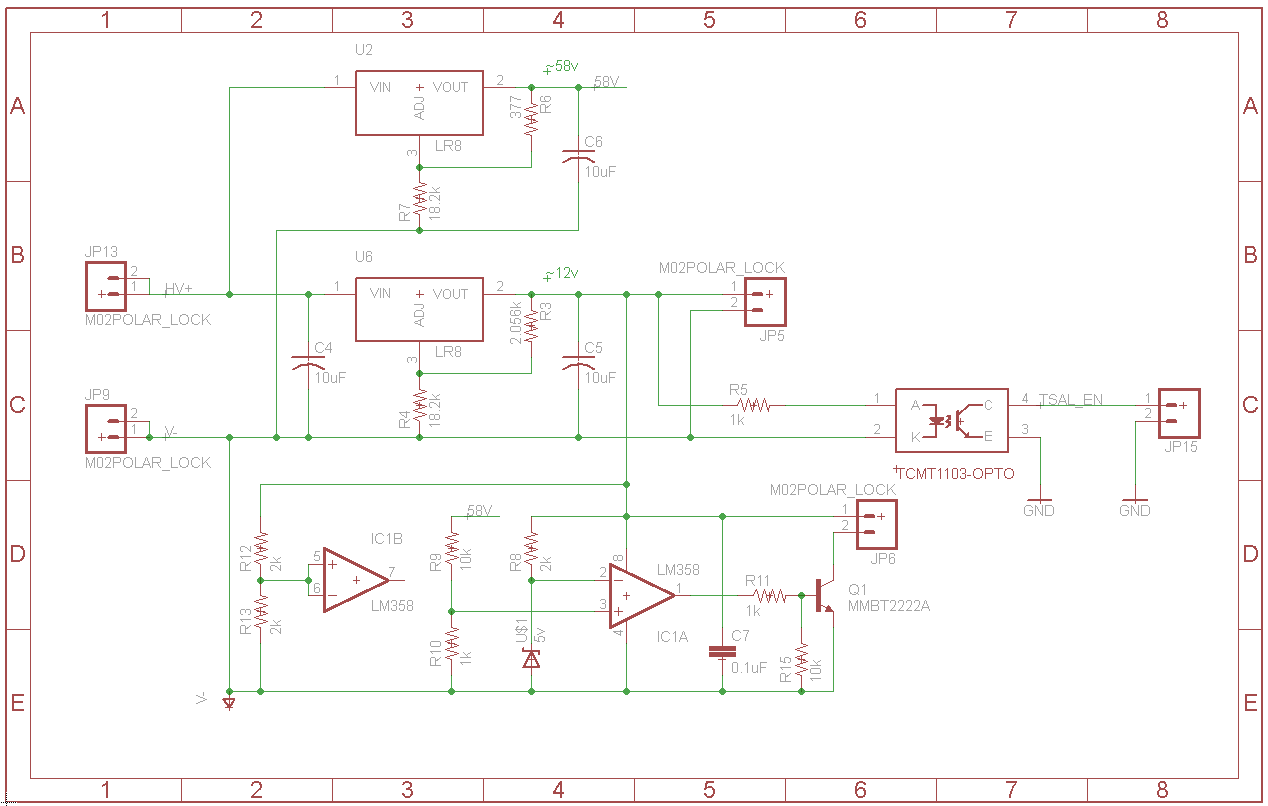 1 2 3 4 5 6 7 8
A
B
C
D
E
A
B
C
D
E
1 2 3 4 5 6 7 8
U2
1
VIN
VOUT
ADJ
2
3
LR8
~58v
58V
377
R6
C6
10uF
R7
18.2k
JP13
2
1
HV+
M02POLAR_LOCK
U6
1
VIN
VOUT
ADJ
2
3
LR8
~12v
2.056k
R3
C4
10uF
C5
10uF
R4
18.2k
M02POLAR_LOCK
1
2
JP5
JP9
2
1
V-
M02POLAR_LOCK
R5
1k
1
2
A
K
C
E
4
3
TCMT1103-OPTO
TSAL_EN
1
2
JP15
GND
GND
R12
2k
R13
2k
IC1B
5
6
7
LM358
58V
R9
10k
R10
1k
R8
2k
U$1
5v
8
2
3
4
1
LM358
IC1A
C7
0.1uF
R11
1k
R15
10k
Q1
MMBT2222A
M02POLAR_LOCK
1
2
JP6
V-